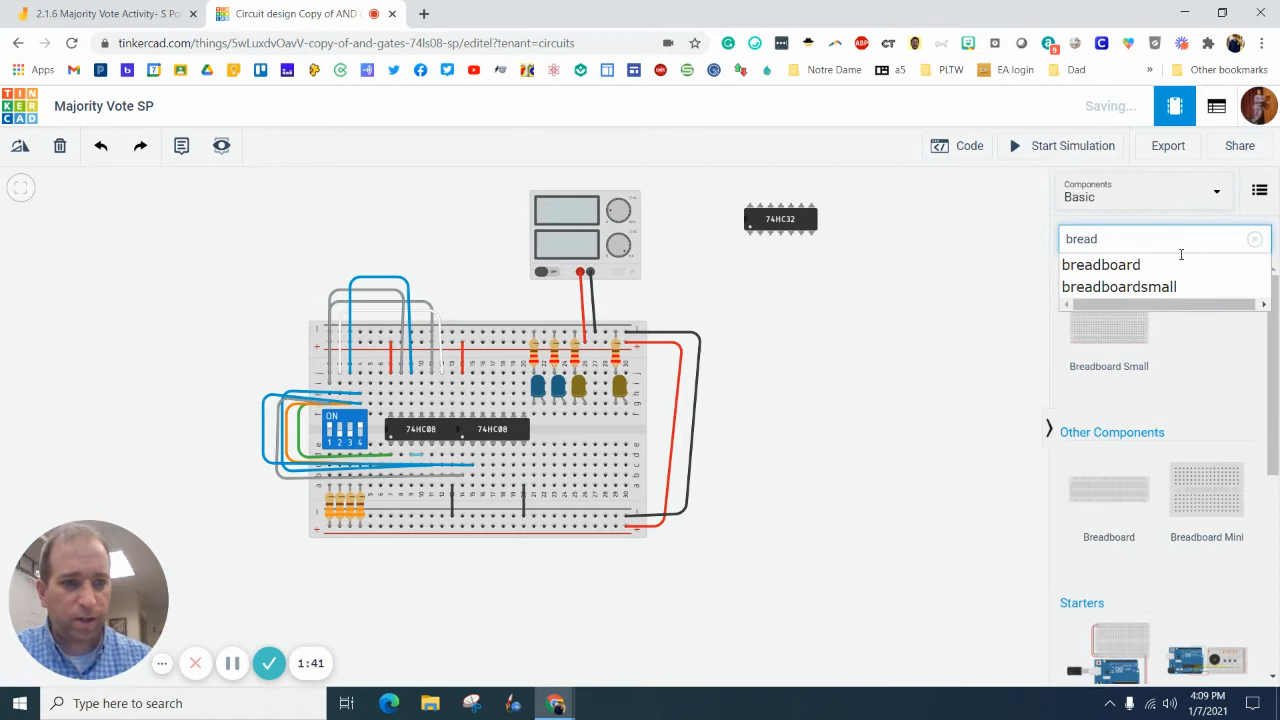 2.1.6 Majority Vote Activity- S Po
Circuit design Copy of AND G
tinkercad.com/things/5wLuunOavV-copy-of-and-gates-74ls08-s-p/editel?tenant=circuits
Apps
Notre Dame
a5
PLTW
EA login
Dad
Other bookmarks
TIN
KER
CAD
Majority Vote SP
Saving...
Code
Start Simulation
Export
Share
Components
Basic
bread
breadboard
breadboardsmall
Breadboard Small
Other Components
Breadboard
Breadboard Mini
Starters
74HC32
ON
1 2 3 4
74HC08
74HC08
1:41
Type here to search
4:09 PM
1/7/2021